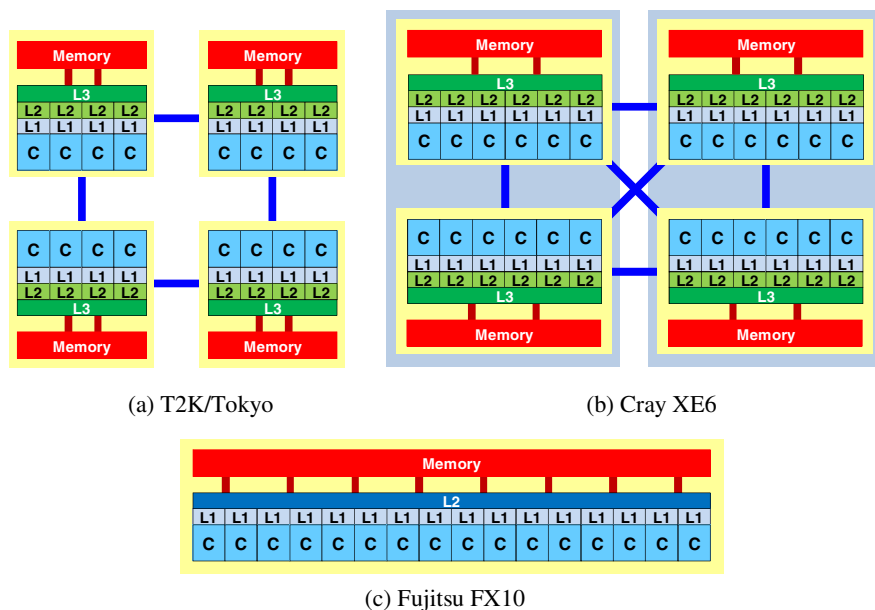 Memory
L3
L2 L2 L2 L2
L1 L1 L1 L1
C C C C
Memory
L3
L2 L2 L2 L2
L1 L1 L1 L1
C C C C
C C C C
L1 L1 L1 L1
L2 L2 L2 L2
L3
Memory
C C C C
L1 L1 L1 L1
L2 L2 L2 L2
L3
Memory
(a) T2K/Tokyo
Memory
L3
L2 L2 L2 L2 L2 L2
L1 L1 L1 L1 L1 L1
C C C C C C
Memory
L3
L2 L2 L2 L2 L2 L2
L1 L1 L1 L1 L1 L1
C C C C C C
C C C C C C
L1 L1 L1 L1 L1 L1
L2 L2 L2 L2 L2 L2
L3
Memory
C C C C C C
L1 L1 L1 L1 L1 L1
L2 L2 L2 L2 L2 L2
L3
Memory
(b) Cray XE6
Memory
L2
L1 L1 L1 L1 L1 L1 L1 L1 L1 L1 L1 L1 L1 L1 L1 L1
C C C C C C C C C C C C C C C C
(c) Fujitsu FX10